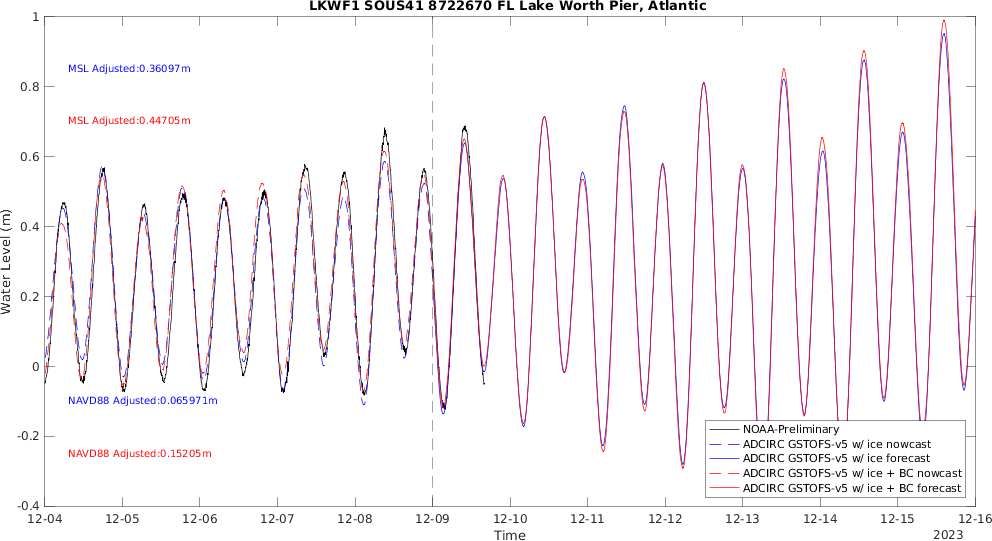 LKWF1 SOUS41 8722670 FL Lake Worth Pier, Atlantic
1
0.8
0.6
0.4
0.2
0
-0.2
-0.4
Water Level (m)
MSL Adjusted:0.36097m
MSL Adjusted:0.44705m
NAVD88 Adjusted:0.065971m
NAVD88 Adjusted:0.15205m
NOAA-Preliminary
ADCIRC GSTOFS-v5 w/ ice nowcast
ADCIRC GSTOFS-v5 w/ ice forecast
ADCIRC GSTOFS-v5 w/ ice + BC nowcast
ADCIRC GSTOFS-v5 w/ ice + BC forecast
12-04 12-05 12-06 12-07 12-08 12-09 12-10 12-11 12-12 12-13 12-14 12-15 12-16
Time
2023